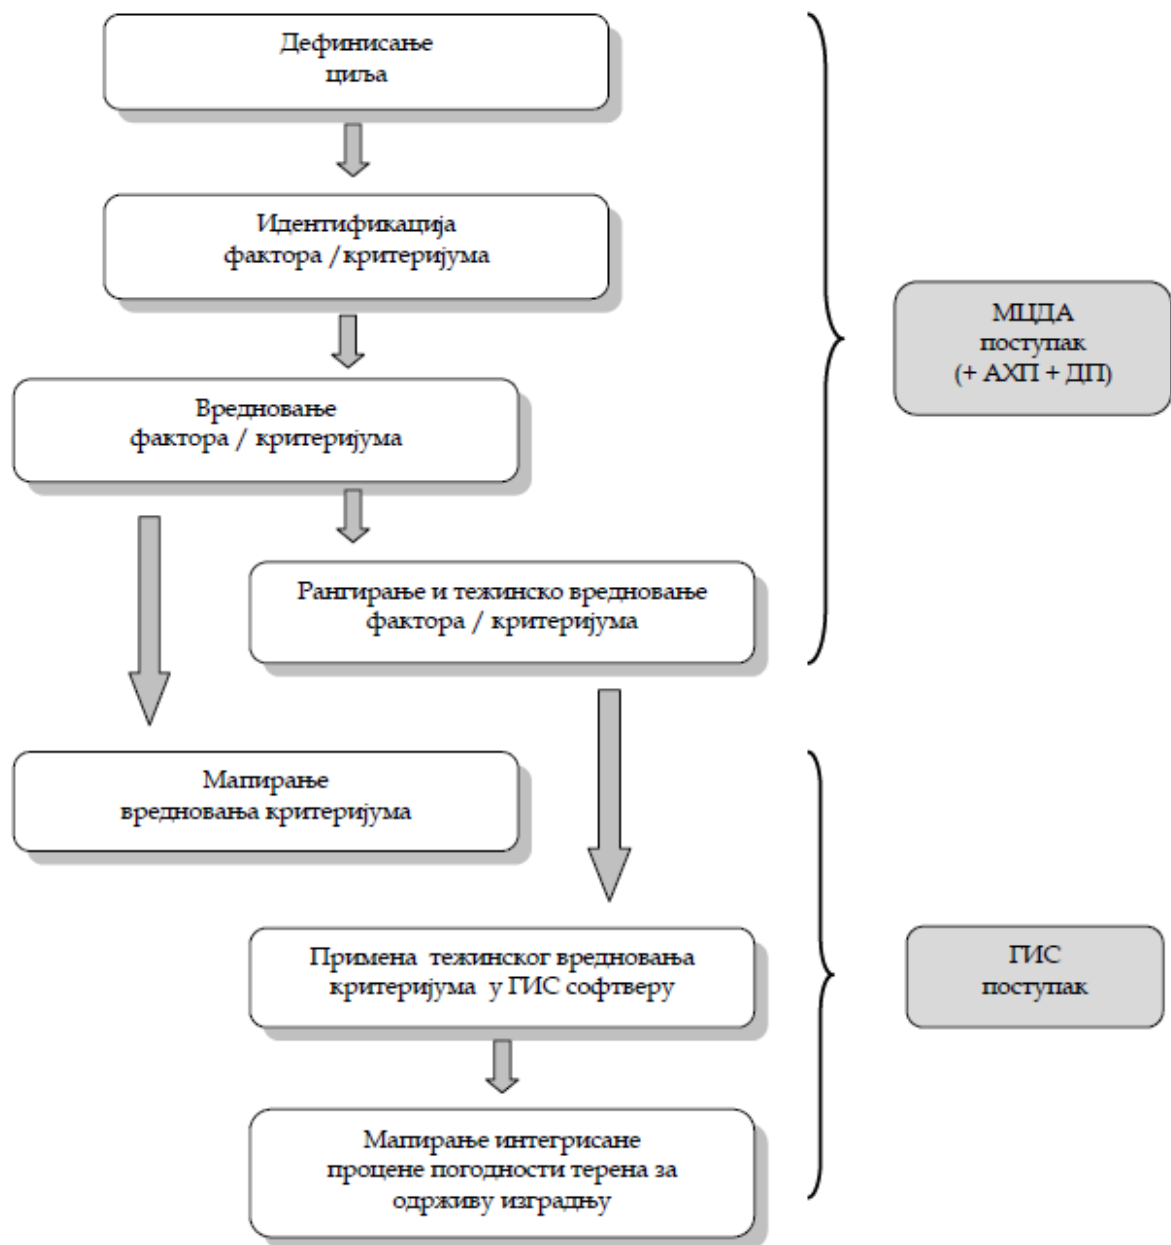 Дефинисање
циља
Идентификација
фактора /критеријума
МЦДА
поступак
(+ АХП + ДП)
Вредновање
фактора / критеријума
Рангирање и тежинско вредновање
фактора / критеријума
Мапирање
вредновања критеријума
Примена тежинског вредновања
критеријума у ГИС софтверу
ГИС
поступак
Мапирање интегрисане
процене погодности терена за
одрживу изградњу